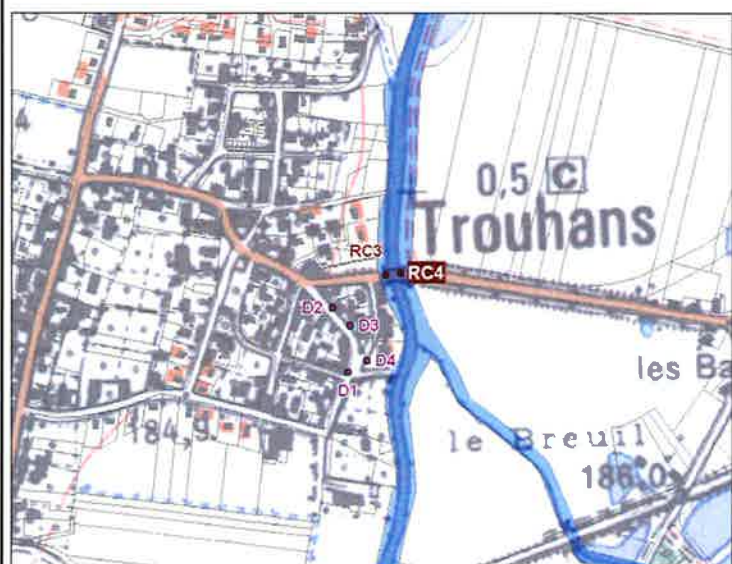 0,5 C
Trouhans
RC3
RC4
D2
D3
D4
D1
les Ba
le Breuil
184,9
186.0